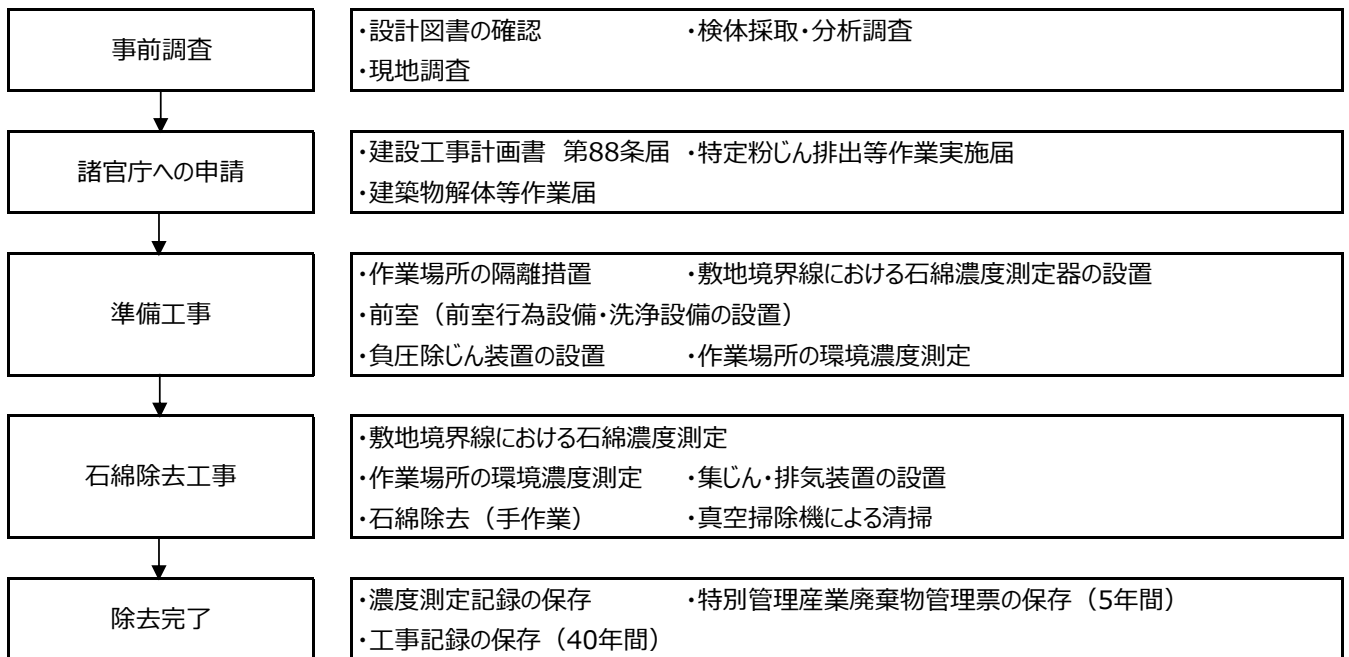 事前調査
・設計図書の確認 ・検体採取・分析調査
・現地調査
諸官庁への申請
・建設工事計画書 第88条届 ・特定粉じん排出等作業実施届
・建築物解体等作業届
準備工事
・作業場所の隔離措置 ・敷地境界線における石綿濃度測定器の設置
・前室（前室行為設備・洗浄設備の設置）
・負圧除じん装置の設置 ・作業場所の環境濃度測定
石綿除去工事
・敷地境界線における石綿濃度測定
・作業場所の環境濃度測定 ・集じん・排気装置の設置
・石綿除去（手作業） ・真空掃除機による清掃
除去完了
・濃度測定記録の保存 ・特別管理産業廃棄物管理票の保存（5年間）
・工事記録の保存（40年間）